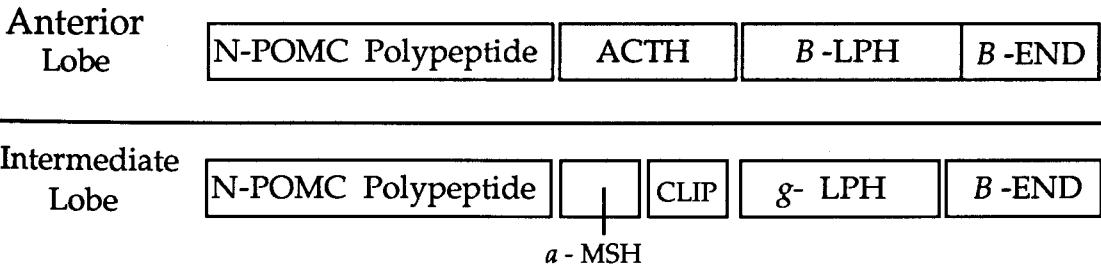 Anterior
Lobe
N-POMC Polypeptide
ACTH
B-LPH
B-END
Intermediate
Lobe
N-POMC Polypeptide
CLIP
g- LPH
B-END
a - MSH